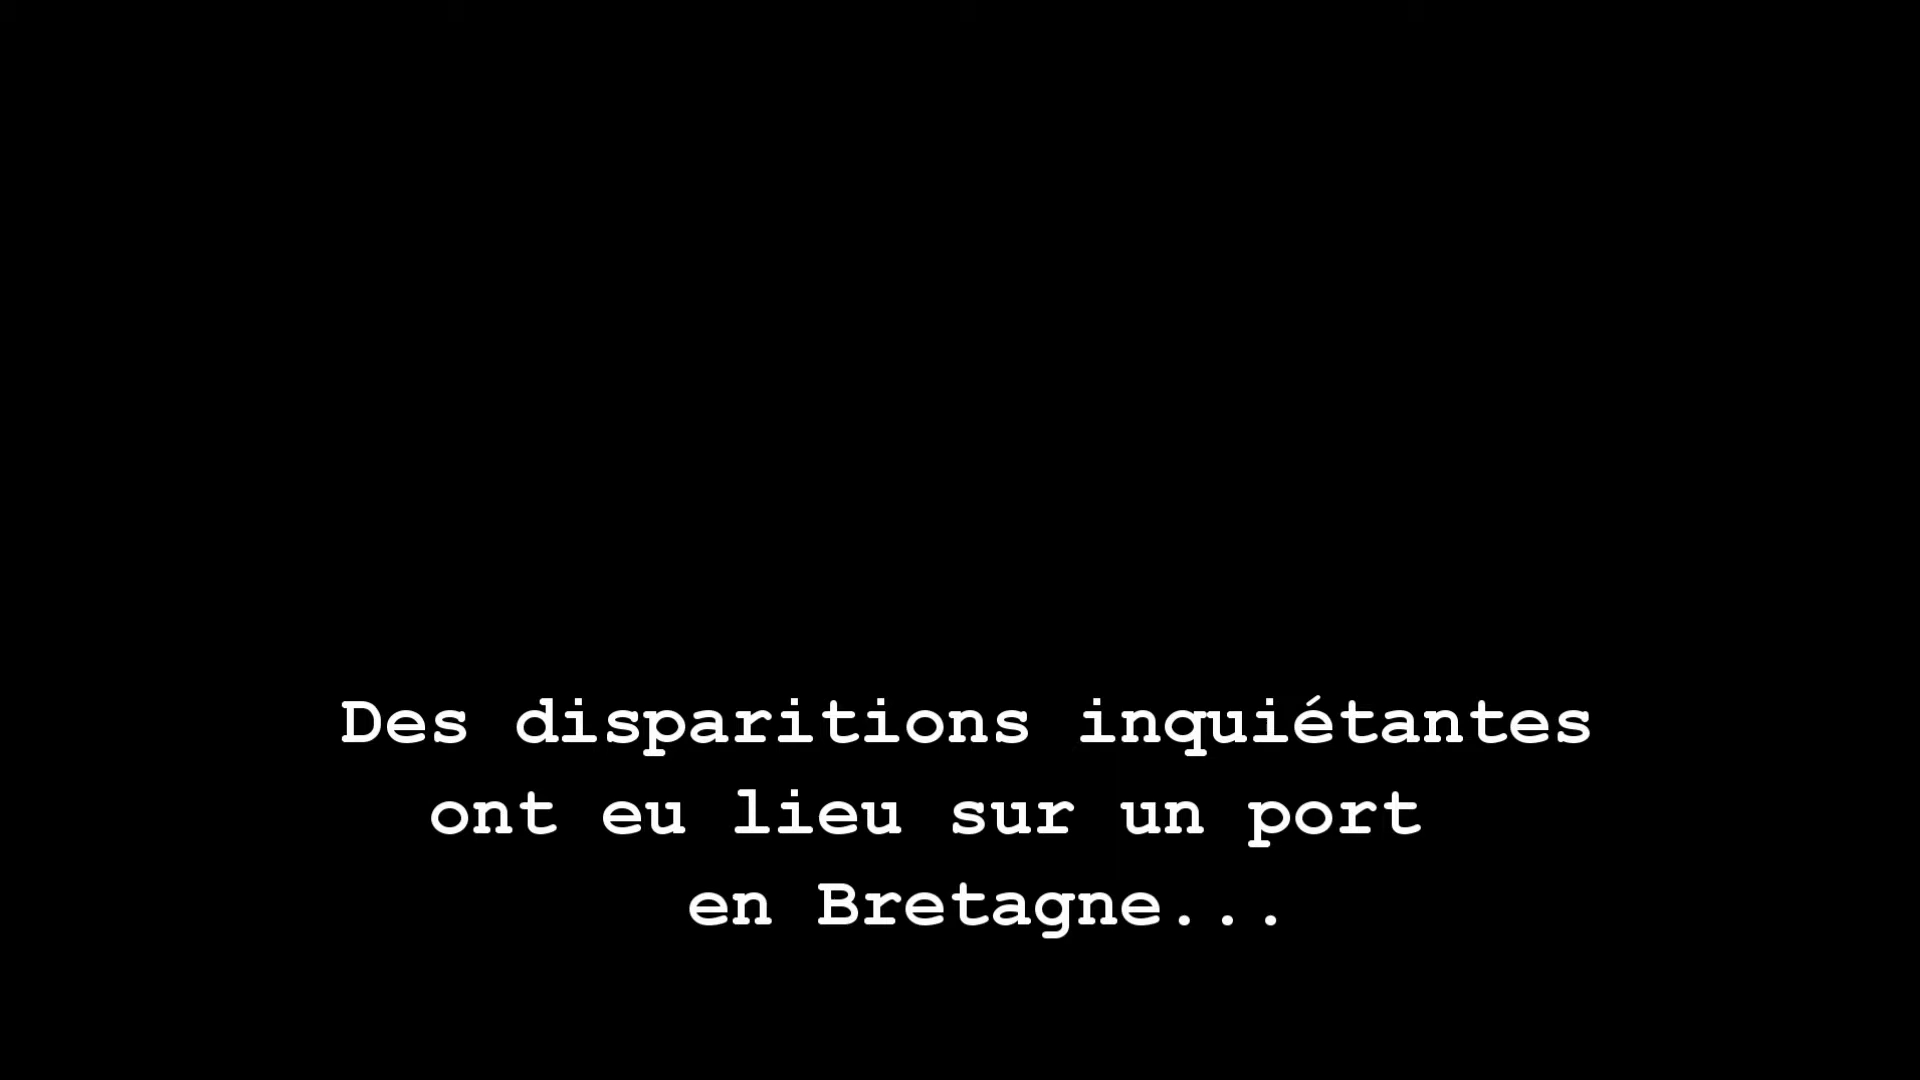 Des disparitions inquiétantes
ont eu lieu sur un port
en Bretagne...